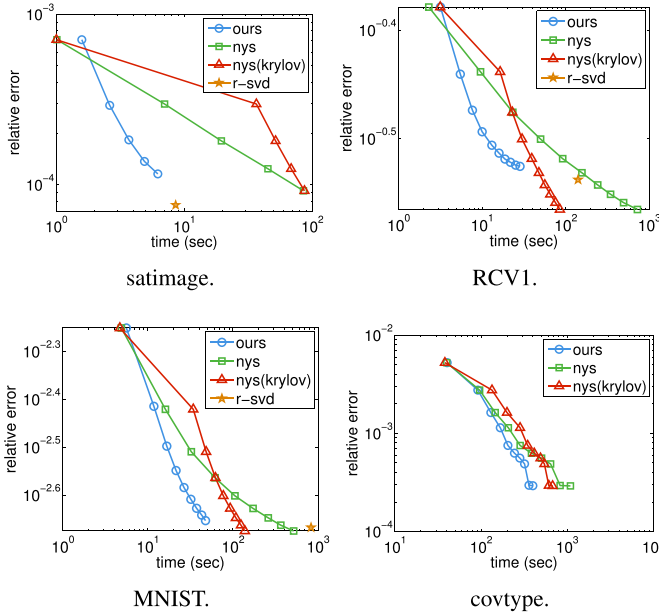 10^-3
10^-4
relative error
ours
nys
nys(krylov)
r-svd
10^0 10^1 10^2
time (sec)
satimage.
10^-0.4
10^-0.5
relative error
ours
nys
nys(krylov)
r-svd
10^0 10^1 10^2 10^3
time (sec)
RCV1.
10^-2.3
10^-2.4
10^-2.5
10^-2.6
relative error
ours
nys
nys(krylov)
r-svd
10^0 10^1 10^2 10^3
time (sec)
MNIST.
10^-2
10^-3
10^-4
relative error
ours
nys
nys(krylov)
10^1 10^2 10^3 10
time (sec)
covtype.